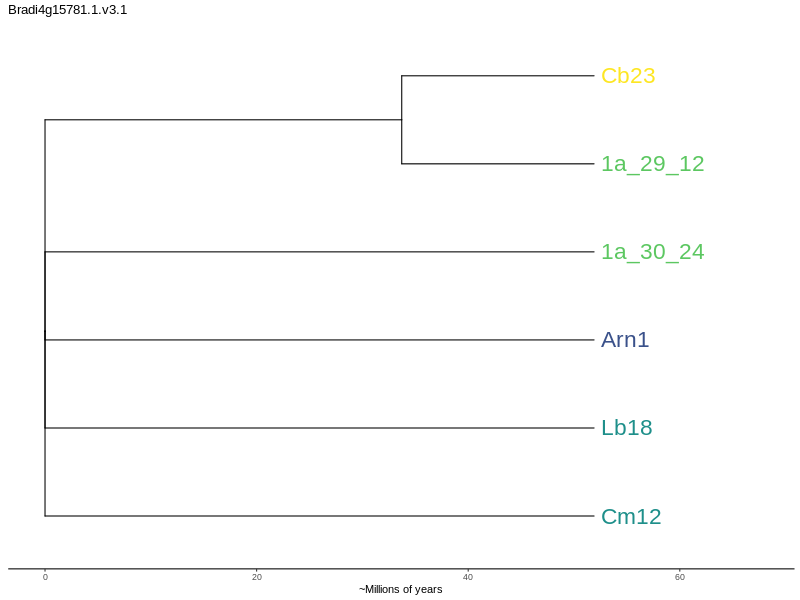 Bradi4g15781.1.v3.1
Cb23
1a_29_12
1a_30_24
Arn1
Lb18
Cm12
0 20 40 60
~Millions of years